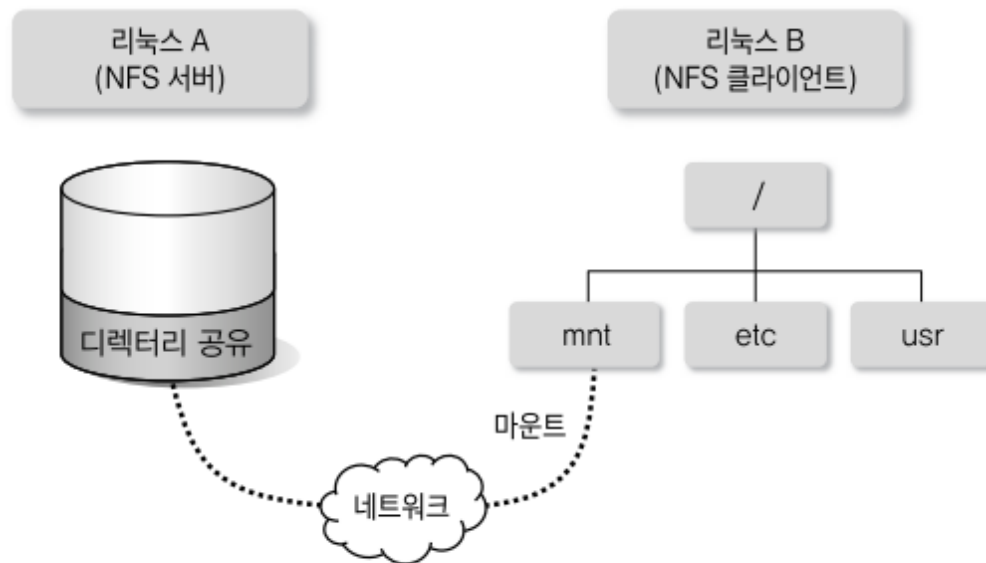 리눅스 A
(NFS 서버)
리눅스 B
(NFS 클라이언트)
/
디렉터리 공유
mnt
etc
usr
마운트
네트워크